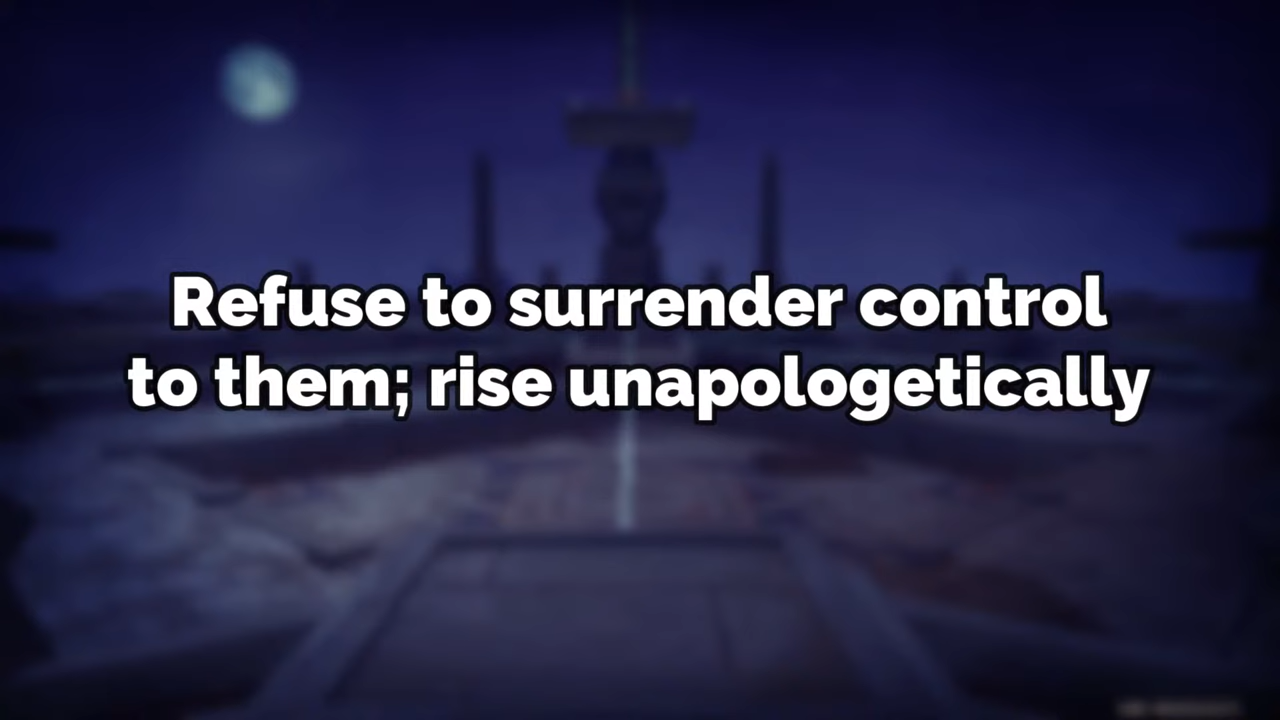 Refuse to surrender control
to them; rise unapologetically